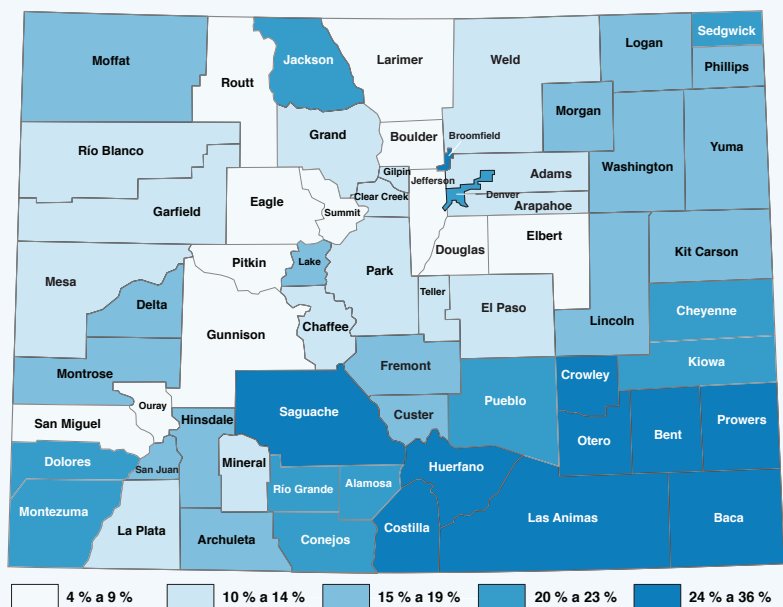 Sedgwick
Logan
Moffat
Jackson
Larimer
Weld
Phillips
Routt
Morgan
Grand
Boulder
Broomfield
Río Blanco
Yuma
Washington
Gilpin
Jefferson
Adams
Clear Creek
Denver
Eagle
Arapahoe
Garfield
Summit
Elbert
Douglas
Kit Carson
Pitkin
Lake
Park
Mesa
Teller
Delta
El Paso
Cheyenne
Lincoln
Chaffee
Gunnison
Kiowa
Fremont
Montrose
Crowley
Pueblo
Ouray
Saguache
Custer
San Miguel
Hinsdale
Prowers
Bent
Otero
Dolores
Mineral
Huerfano
San Juan
Alamosa
Río Grande
Montezuma
Las Animas
Baca
La Plata
Costilla
Archuleta
Conejos
4 % a 9 %
10 % a 14 %
15 % a 19 %
20 % a 23 %
24 % a 36 %